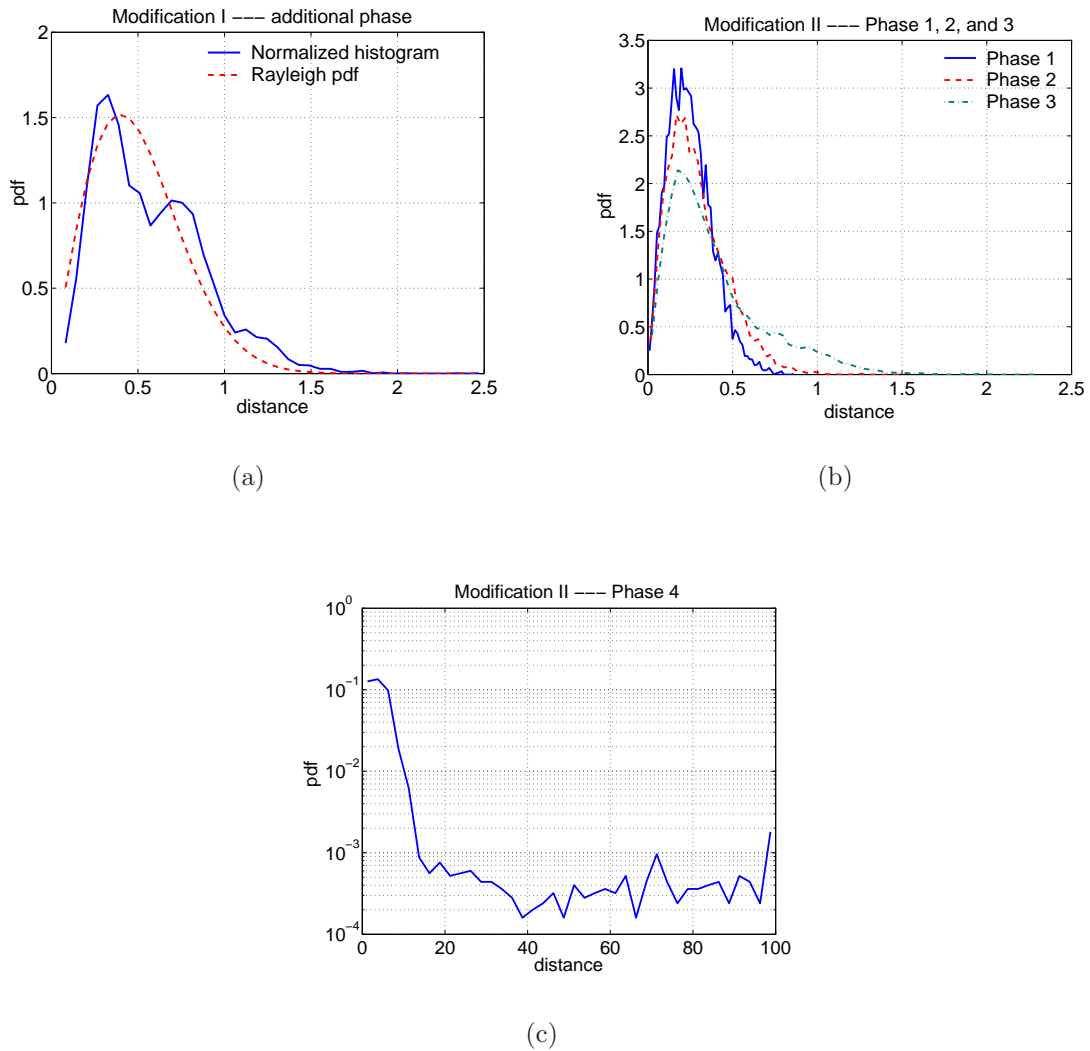 Modification I --- additional phase
2
1.5
1
0.5
0
pdf
Normalized histogram
Rayleigh pdf
0.5 1 1.5 2 2.5
distance
(a)
Modification II --- Phase 1, 2, and 3
3.5
3
2.5
2
1.5
1
0.5
0
pdf
Phase 1
Phase 2
Phase 3
0 0.5 1 1.5 2 2.5
distance
(b)
Modification II --- Phase 4
10^0
10^-1
10^-2
10^-3
10^-4
pdf
0 20 40 60 80 100
distance
(c)